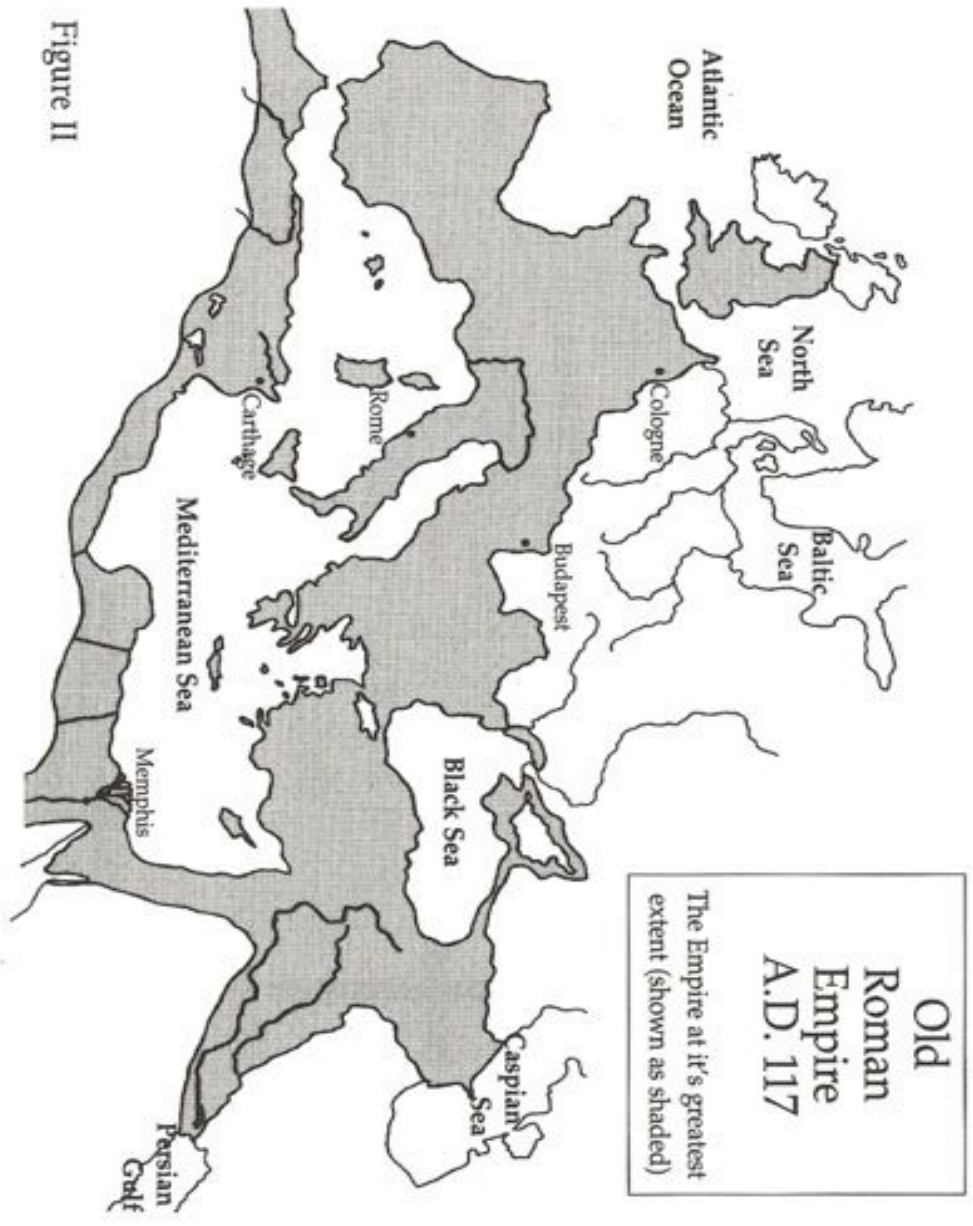 Old
Roman
Empire
A.D. 117
The Empire at it's greatest
extent (shown as shaded)
Atlantic
Ocean
North
Sea
Baltic
Sea
Cologne
Budapest
Rome
Carthage
Black Sea
Caspian
Sea
Mediterranean Sea
Memphis
Persian
Gulf
Figure II